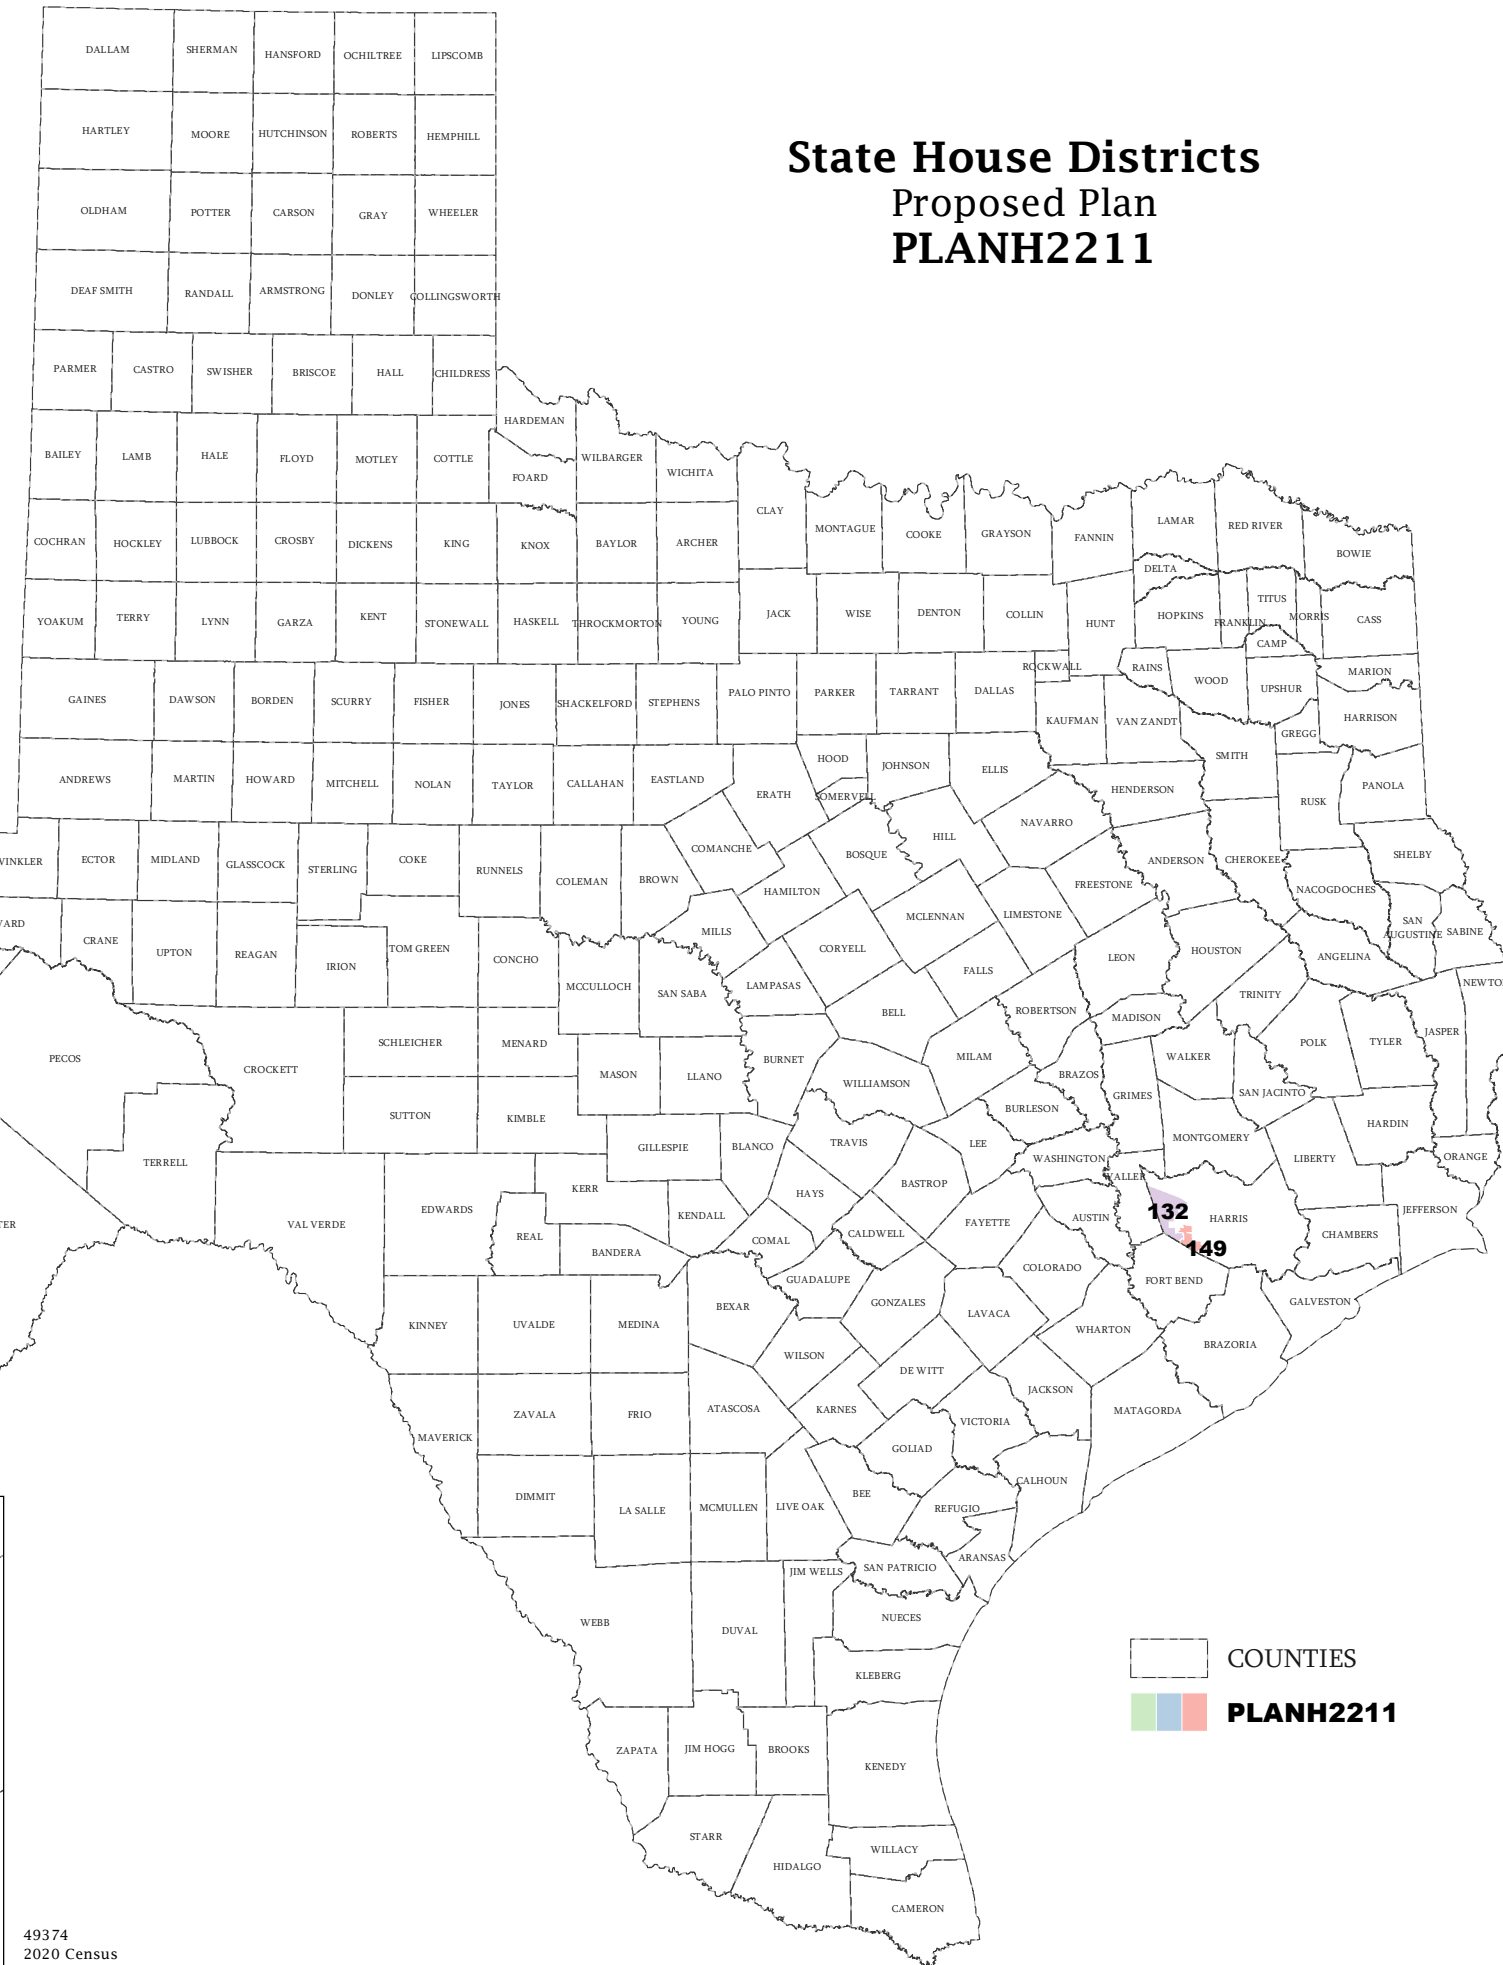 State House Districts
Proposed Plan
PLANH2211
DALLAM
SHERMAN
HANSFORD
OCHILTREE
LIPSCOMB
HARTLEY
MOORE
HUTCHINSON
ROBERTS
HEMPHILL
OLDHAM
POTTER
CARSON
GRAY
WHEELER
DEAF SMITH
RANDALL
ARMSTRONG
DONLEY
COLLINGSWORTH
PARMER
CASTRO
SWISHER
BRISCOE
HALL
CHILDRESS
HARDEMAN
BAILEY
LAMB
HALE
FLOYD
MOTLEY
COTTLE
FOARD
WILBARGER
WICHITA
CLAY
MONTAGUE
COOKE
GRAYSON
FANNIN
LAMAR
RED RIVER
BOWIE
COCHRAN
HOCKLEY
LUBBOCK
CROSBY
DICKENS
KING
KNOX
BAYLOR
ARCHER
DELTA
YOAKUM
TERRY
LYNN
GARZA
KENT
STONEWALL
HASKELL
THROCKMORTON
YOUNG
JACK
WISE
DENTON
COLLIN
HUNT
HOPKINS
FRANKLIN
TITUS
MORRIS
CASS
CAMP
ROCKWALL
RAINS
WOOD
UPSHUR
MARION
GAINES
DAWSON
BORDEN
SCURRY
FISHER
JONES
SHACKELFORD
STEPHENS
PALO PINTO
PARKER
TARRANT
DALLAS
KAUFMAN
VAN ZANDT
GREGG
HARRISON
SMITH
ANDREWS
MARTIN
HOWARD
MITCHELL
NOLAN
TAYLOR
CALLAHAN
EASTLAND
ERATH
HOOD
SOMERVELL
JOHNSON
ELLIS
HENDERSON
RUSK
PANOLA
NAVARRO
HILL
BOSQUE
COMANCHE
WINKLER
ECTOR
MIDLAND
GLASSCOCK
STERLING
COKE
RUNNELS
COLEMAN
BROWN
HAMILTON
FREESTONE
ANDERSON
CHEROKEE
NACOGDOCHES
SHELBY
WARD
CRANE
UPTON
REAGAN
IRION
TOM GREEN
CONCHO
MILLS
CORYELL
MCLENNAN
LIMESTONE
FALLS
LEON
HOUSTON
ANGELINA
SAN
AUGUSTINE
SABINE
NEWTO
MCCULLOCH
SAN SABA
LAMPASAS
BELL
ROBERTSON
MADISON
TRINITY
POLK
TYLER
JASPER
PECOS
CROCKETT
SCHLEICHER
MENARD
MASON
LLANO
BURNET
WILLIAMSON
MILAM
BRAZOS
GRIMES
WALKER
SAN JACINTO
HARDIN
SUTTON
KIMBLE
GILLESPIE
BLANCO
TRAVIS
LEE
BURLESON
WASHINGTON
MONTGOMERY
LIBERTY
ORANGE
TERRELL
WALLER
TER
VAL VERDE
EDWARDS
KERR
REAL
BANDERA
KENDALL
HAYS
COMAL
CALDWELL
BASTROP
FAYETTE
AUSTIN
132
HARRIS
149
CHAMBERS
JEFFERSON
COLORADO
FORT BEND
GALVESTON
KINNEY
UVALDE
MEDINA
BEXAR
GUADALUPE
GONZALES
LAVACA
WHARTON
BRAZORIA
WILSON
DE WITT
JACKSON
MATAGORDA
MAVERICK
ZAVALA
FRIO
ATASCOSA
KARNES
VICTORIA
GOLIAD
CALHOUN
DIMMIT
LA SALLE
MCMULLEN
LIVE OAK
BEE
REFUGIO
ARANSAS
SAN PATRICIO
JIM WELLS
NUECES
WEBB
DUVAL
KLEBERG
ZAPATA
JIM HOGG
BROOKS
KENEDY
STARR
HIDALGO
WILLACY
CAMERON
COUNTIES
PLANH2211
49374
2020 Census